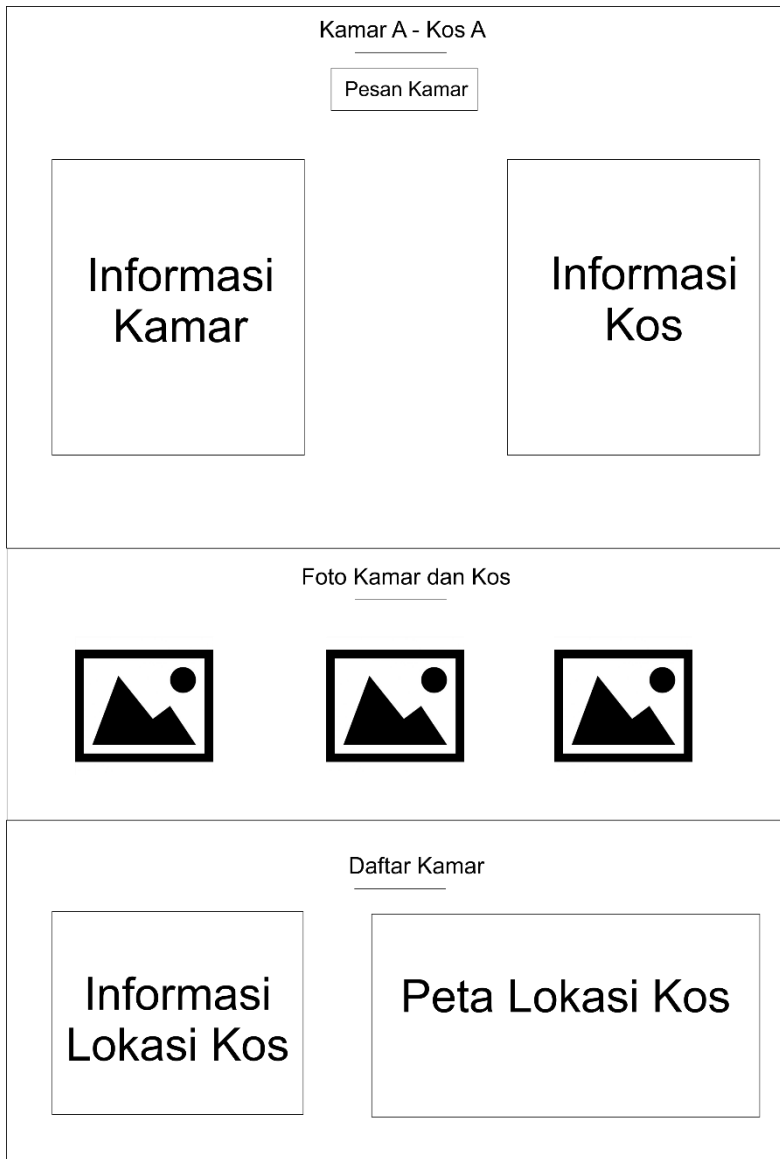 Kamar A - Kos A
Pesan Kamar
Informasi
Kamar
Informasi
Kos
Foto Kamar dan Kos
Daftar Kamar
Informasi
Lokasi Kos
Peta Lokasi Kos